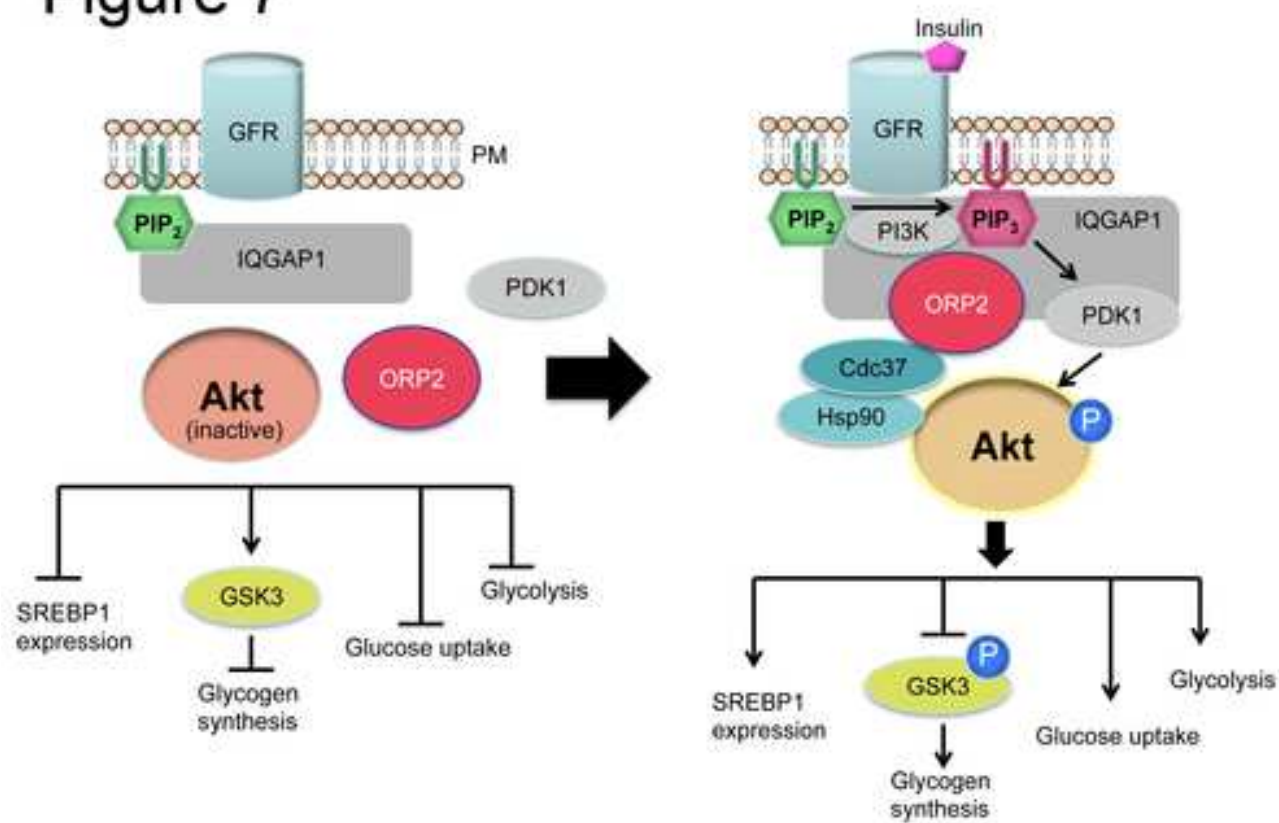 Figure 7
GFR
PM
PIP2
IQGAP1
PDK1
Akt
(inactive)
ORP2
SREBP1
expression
GSK3
Glycogen
synthesis
Glucose uptake
Glycolysis
Insulin
GFR
PIP2
PI3K
PIP3
IQGAP1
ORP2
PDK1
Cdc37
Hsp90
Akt
P
SREBP1
expression
GSK3
P
Glycogen
synthesis
Glucose uptake
Glycolysis